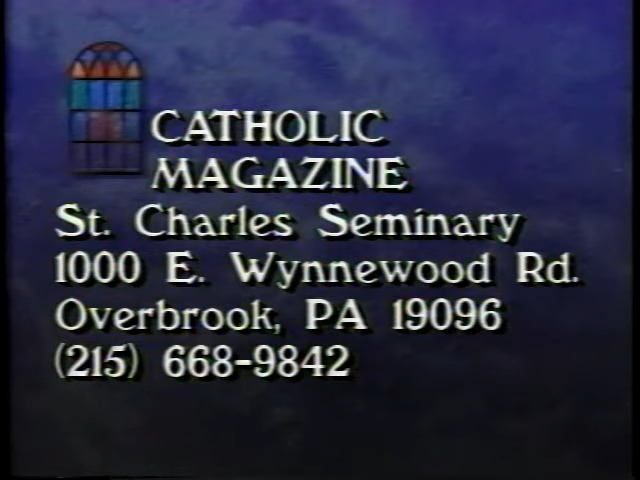 CATHOLIC
MAGAZINE
St. Charles Seminary
1000 E. Wynnewood Rd.
Overbrook, PA 19096
(215) 668-9842